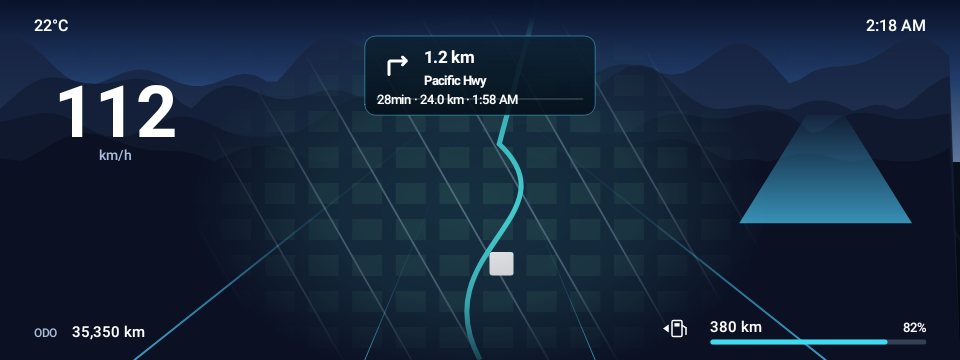 22°C
2:18 AM
1.2 km
Pacific Hwy
28min · 24.0 km · 1:58 AM
112
km/h
ODO 35,350 km
380 km
82%